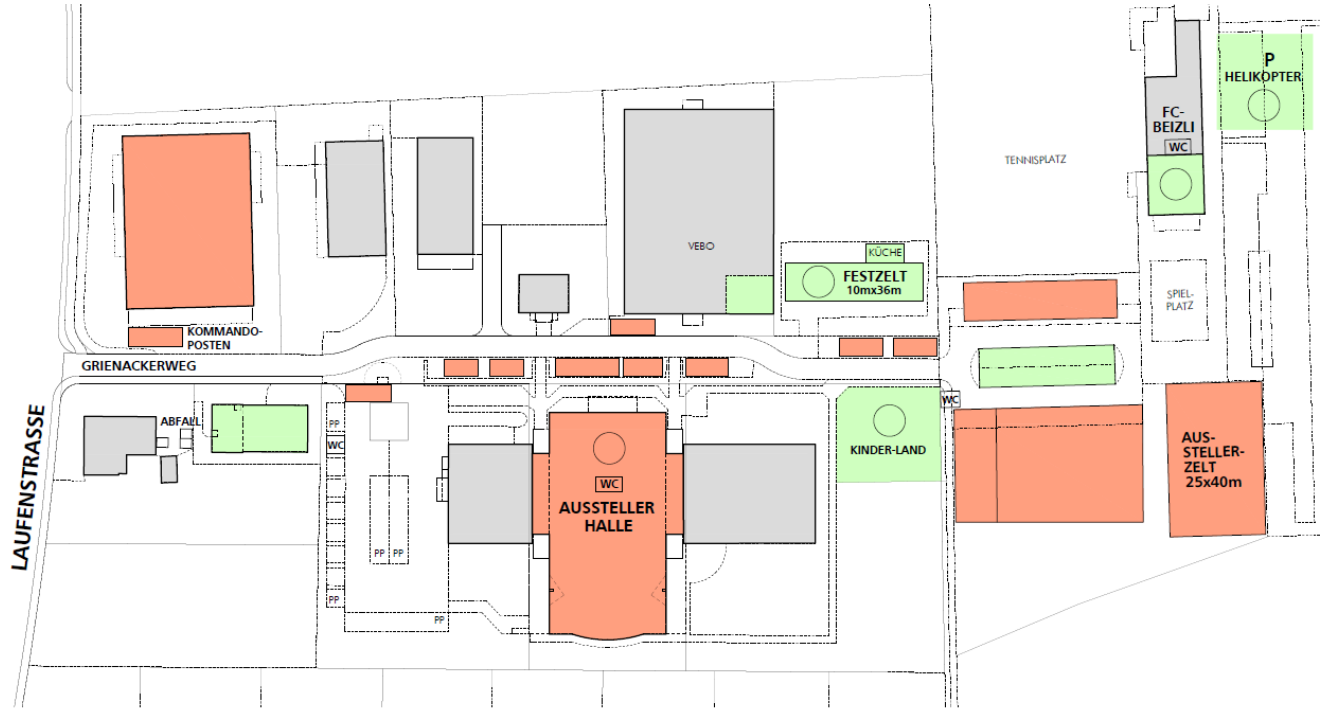 P
HELIKOPTER
FC-
BEIZLI
WC
TENNISPLATZ
VEBO
KÜCHE
FESTZELT
10mx36m
SPIEL-
PLATZ
KOMMANDO-
POSTEN
GRIENACKERWEG
LAUFENSTRASSE
ABFALL
PP
WC
PP PP
PP
PP
WC
AUSSTELLER
HALLE
KINDER-LAND
WC
AUS-
STELLER-
ZELT
25x40m